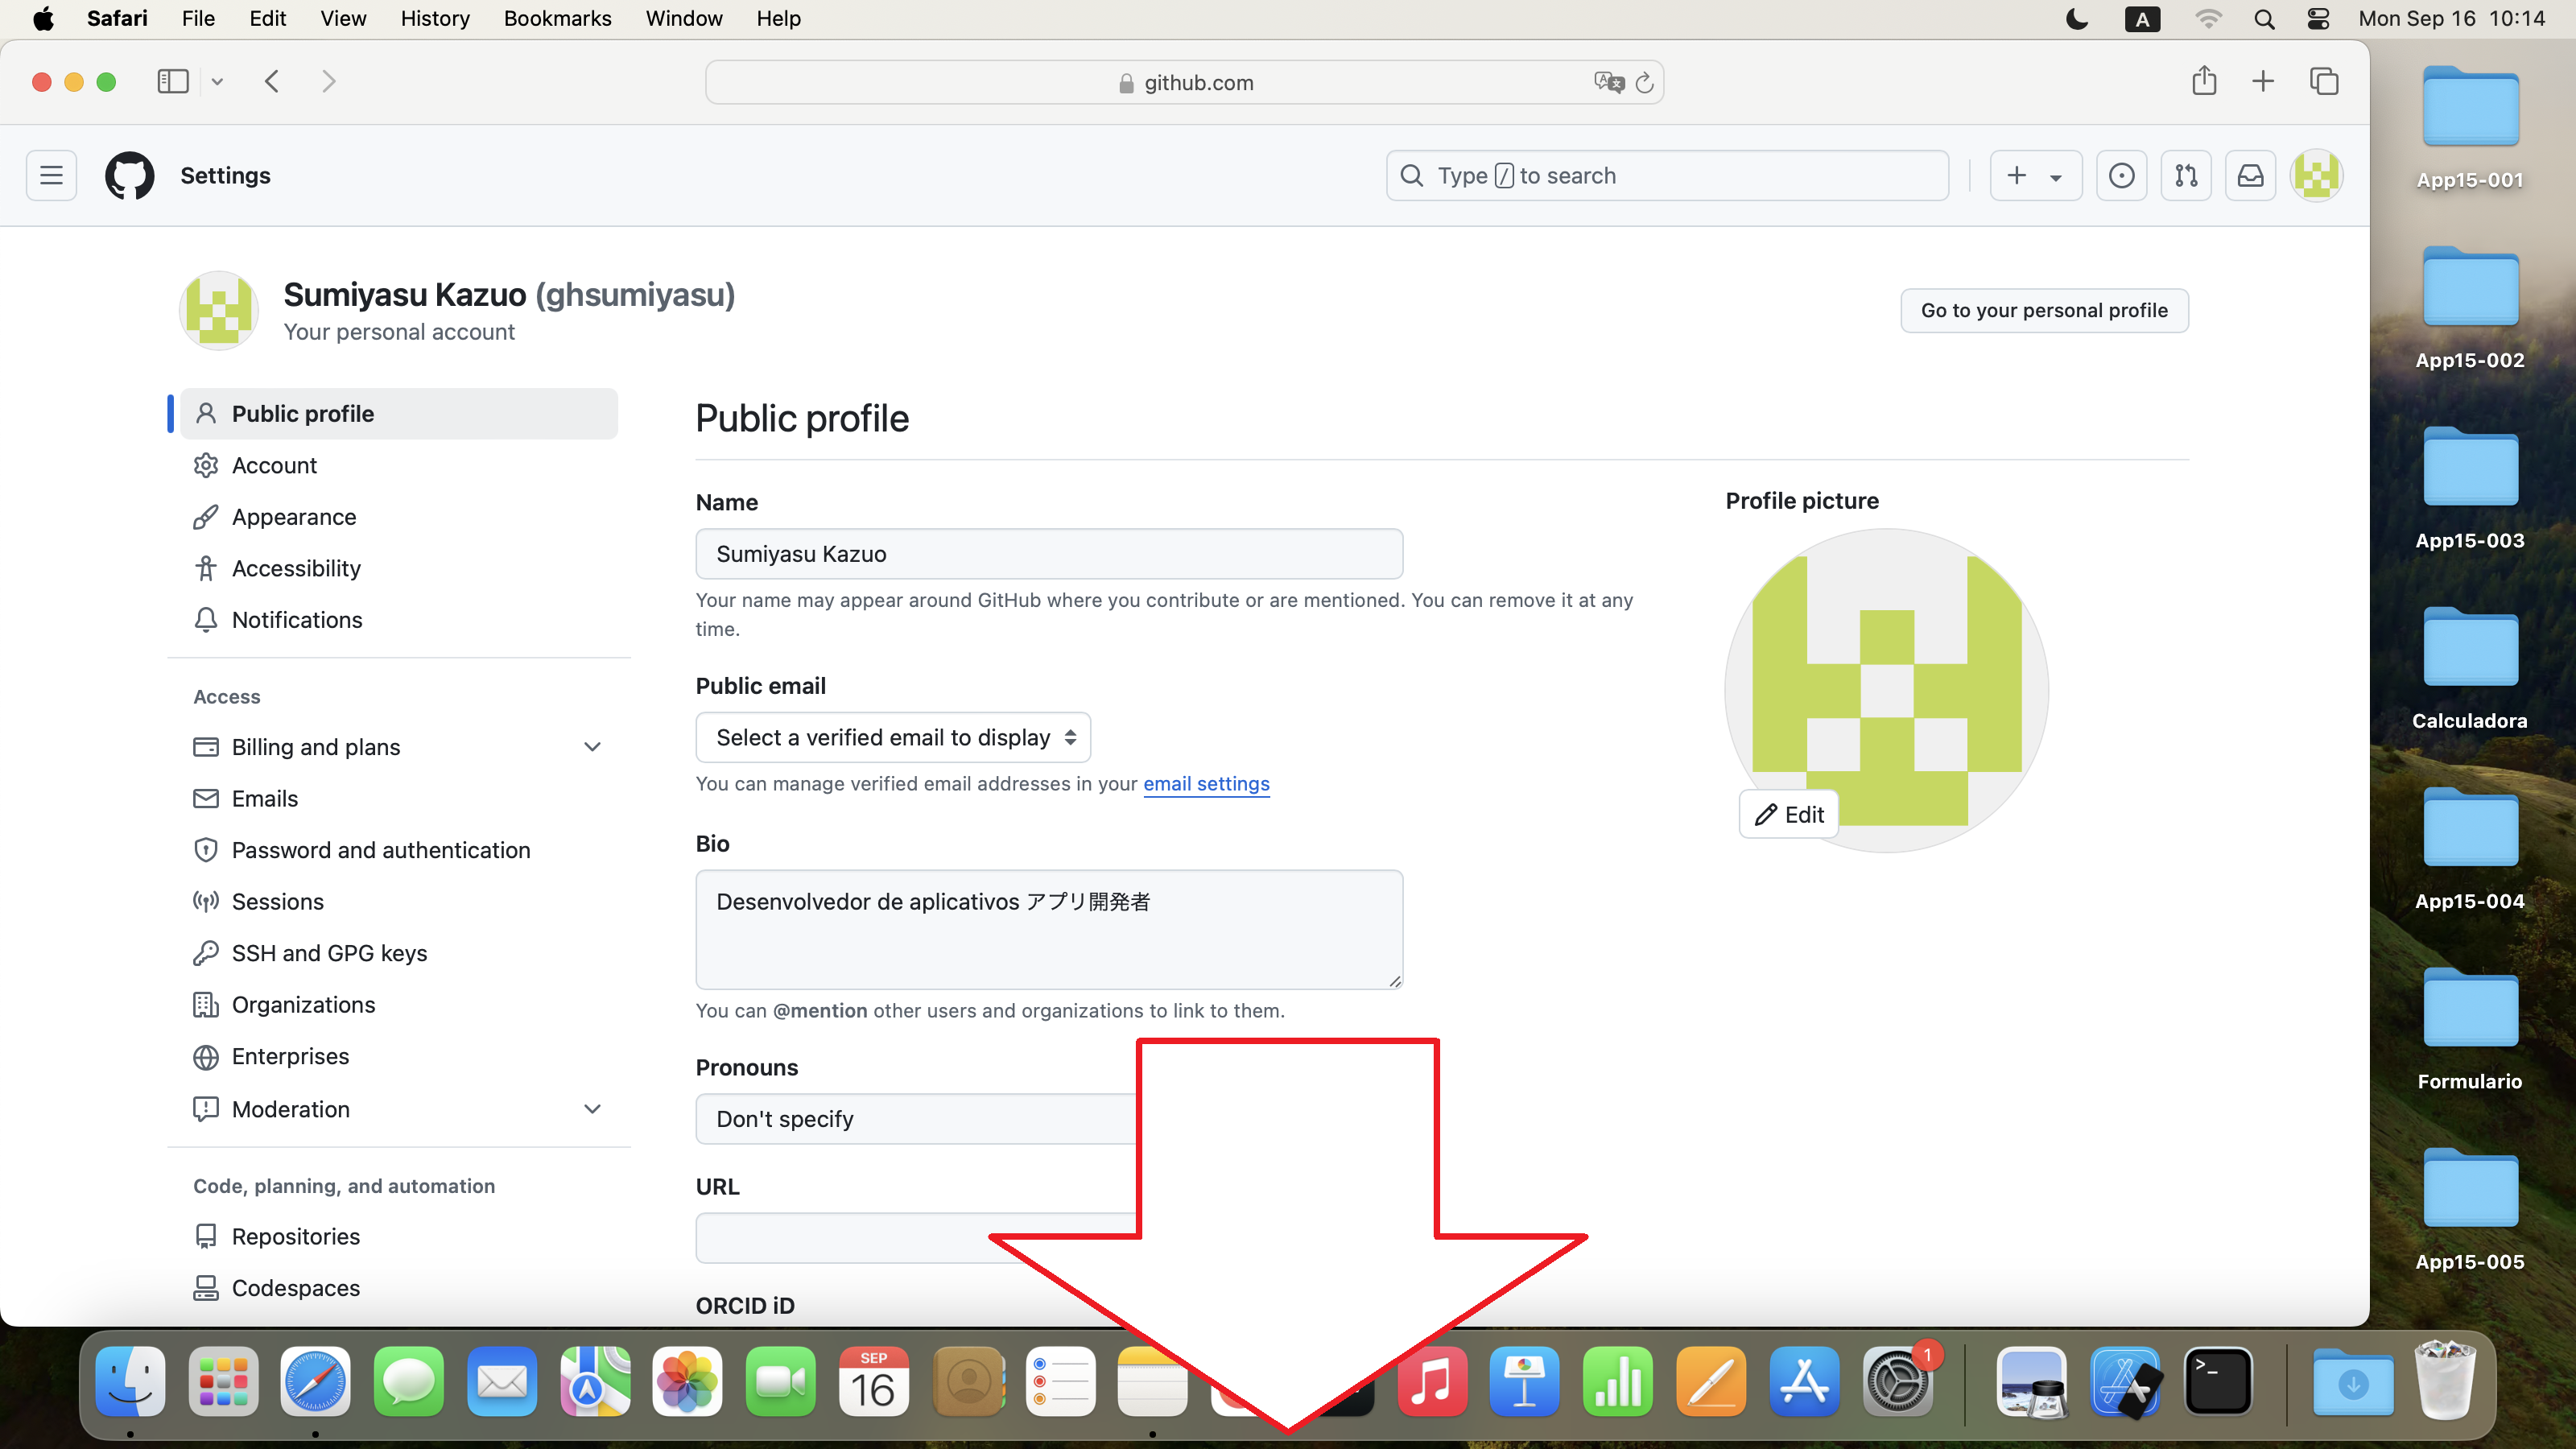 Safari File Edit View History Bookmarks Window Help
A
Mon Sep 16 10:14
github.com
Settings
Type / to search
Sumiyasu Kazuo (ghsumiyasu)
Your personal account
Go to your personal profile
Public profile
Account
Appearance
Accessibility
Notifications
Access
Billing and plans
Emails
Password and authentication
Sessions
SSH and GPG keys
Organizations
Enterprises
Moderation
Code, planning, and automation
Repositories
Codespaces
Public profile
Name
Sumiyasu Kazuo
Your name may appear around GitHub where you contribute or are mentioned. You can remove it at any
time.
Public email
Select a verified email to display
You can manage verified email addresses in your email settings
Bio
Desenvolvedor de aplicativos アプリ開発者
You can @mention other users and organizations to link to them.
Pronouns
Don't specify
URL
ORCID iD
Profile picture
Edit
App15-001
App15-002
App15-003
Calculadora
App15-004
Formulario
App15-005
SEP
16
1
>_